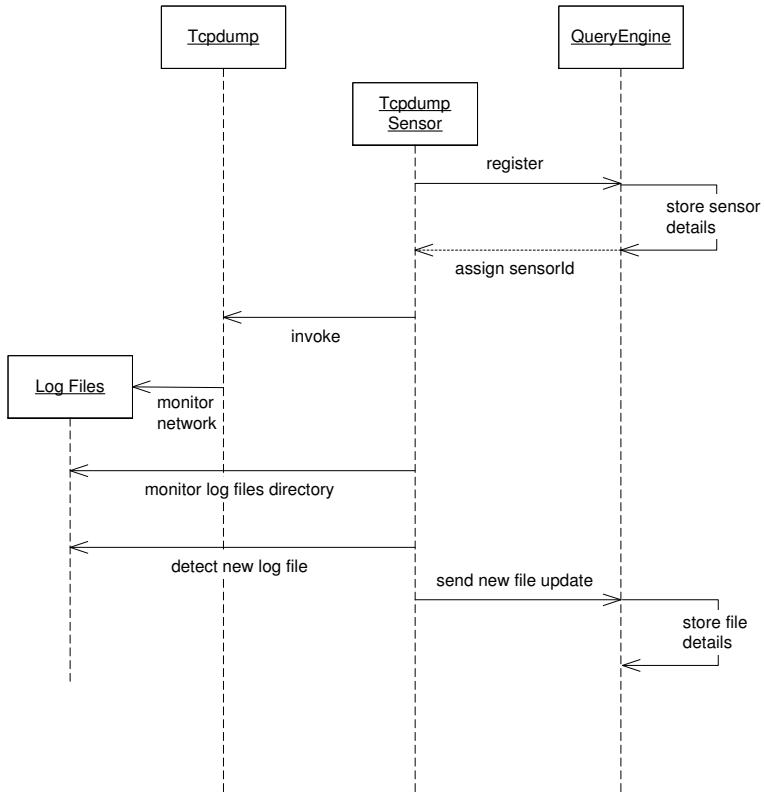 Tcpdump
QueryEngine
Tcpdump
Sensor
register
store sensor
details
assign sensorId
invoke
Log Files
monitor
network
monitor log files directory
detect new log file
send new file update
store file
details